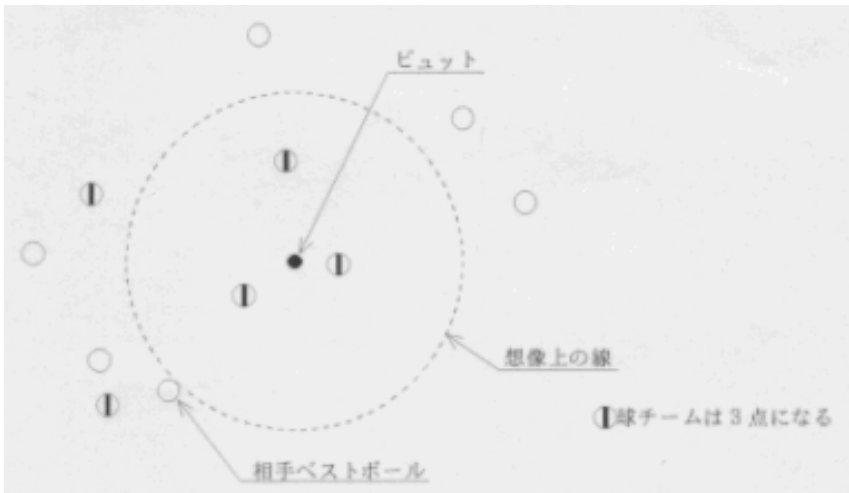 ビュット
想像上の線
球チームは3点になる
相手ベストボール